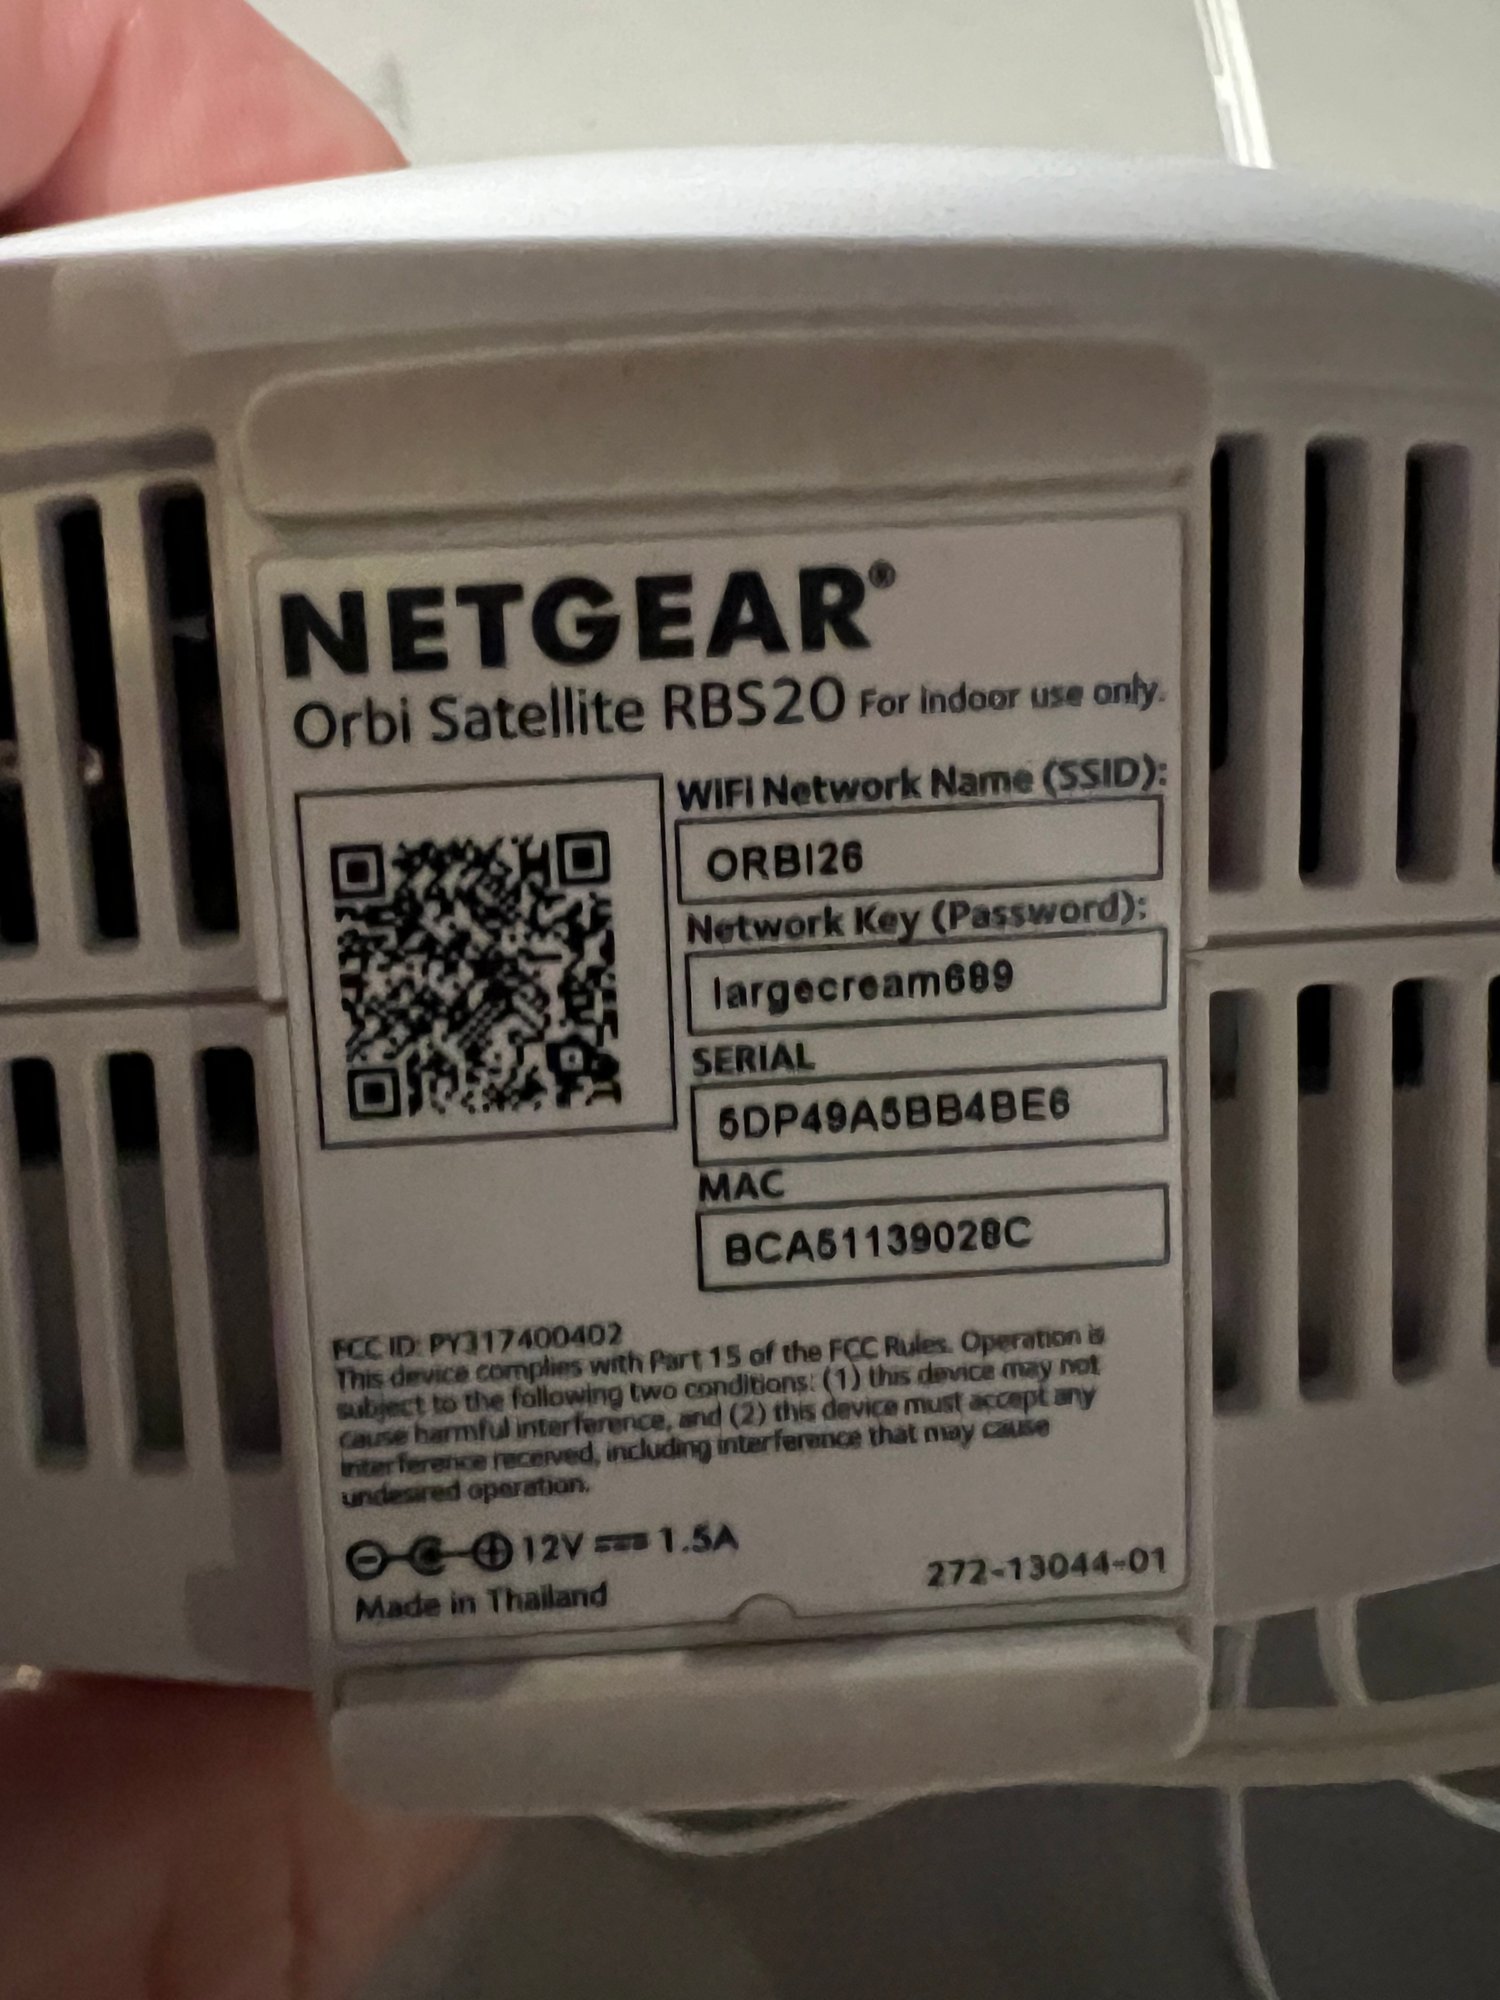 NETGEAR®
Orbi Satellite RBS20 For indoor use only.
WiFi Network Name (SSID):
ORBI26
Network Key (Password):
largecream689
SERIAL
5DP49A5BB4BE6
MAC
BCA51139028C
FCC ID: PY317400402
This device complies with Part 15 of the FCC Rules. Operation is
subject to the following two conditions: (1) this device may not
cause harmful interference, and (2) this device must accept any
interference received, including interference that may cause
undesired operation.
12V 1.5A
272-13044-01
Made in Thailand